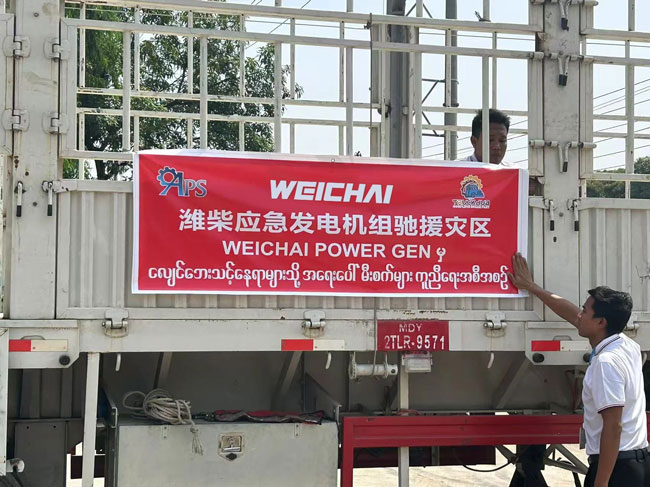 APS
WEICHAI
潍柴应急发电机组驰援灾区
WEICHAI POWER GEN မှ
လျေင်ဘေးသင့်နေရာများသို့ အရေးပေါ် မီးစက်များ ကူညီရေးအစီအစဉ်
MDY
2TLR-9571